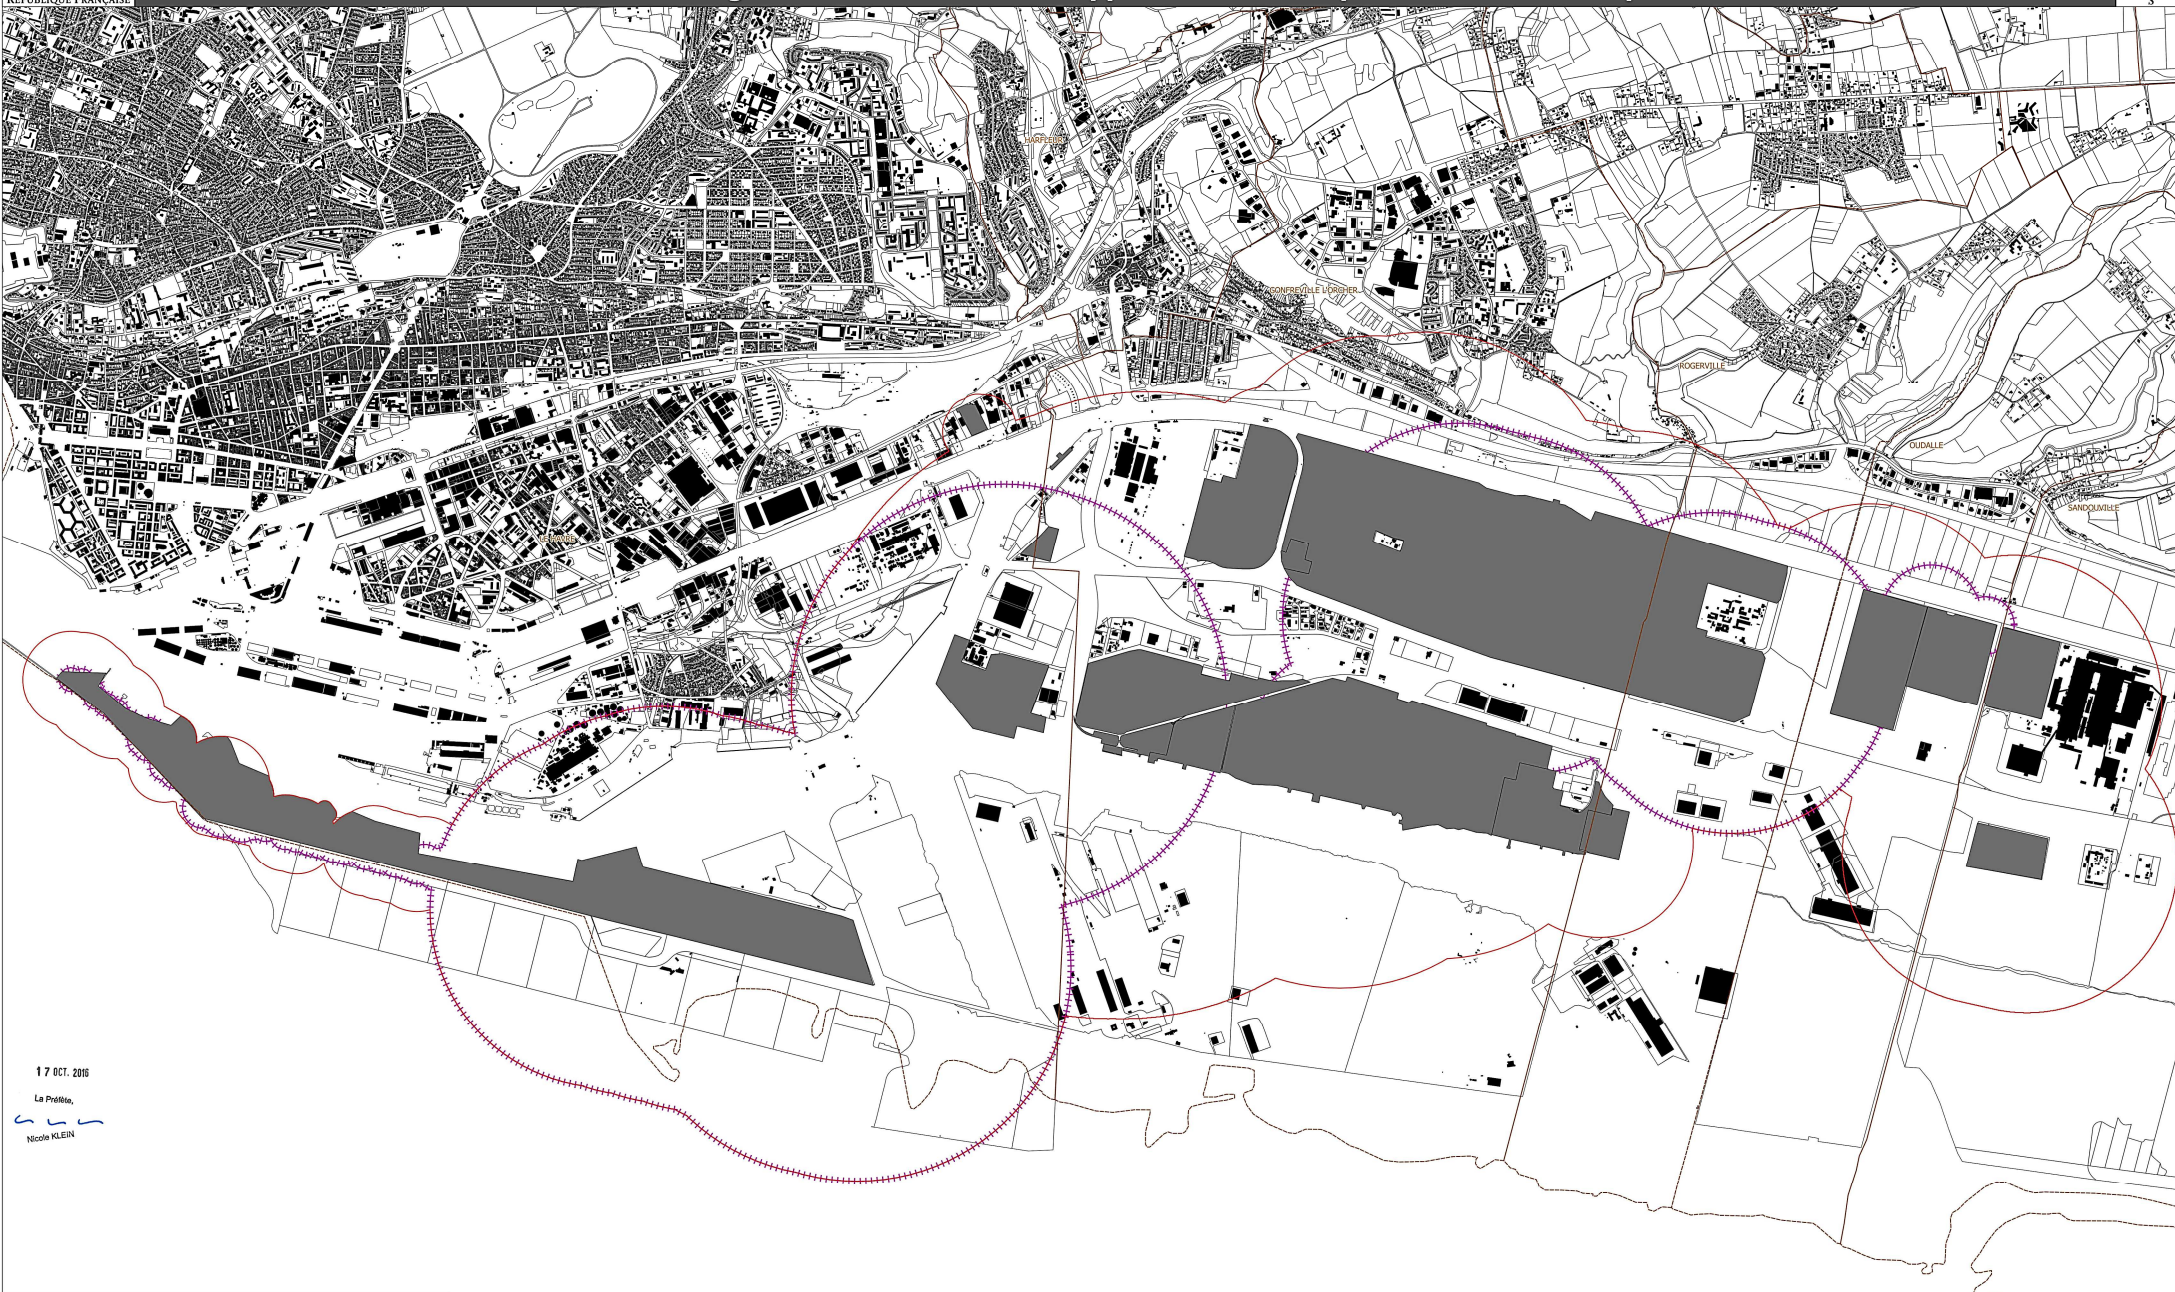 RÉPUBLIQUE FRANÇAISE
HARFLEUR
GONFREVILLE L'ORCHER
ROGERVILLE
OUDALLE
SANDOUVILLE
LE HAVRE
17 OCT. 2016
La Préfète,
Nicole KLEIN